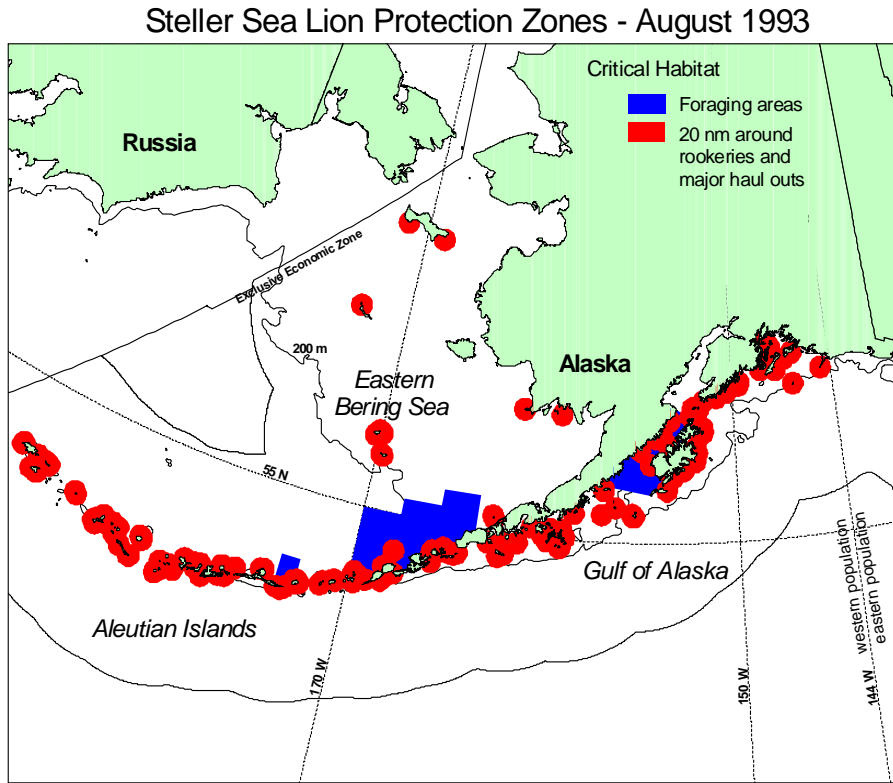 Steller Sea Lion Protection Zones - August 1993
Critical Habitat
Foraging areas
20 nm around
rookeries and
major haul outs
Russia
Exclusive Economic Zone
200 m
Alaska
Eastern
Bering Sea
55 N
Gulf of Alaska
Aleutian Islands
170 W
150 W
144 W
western population
eastern population